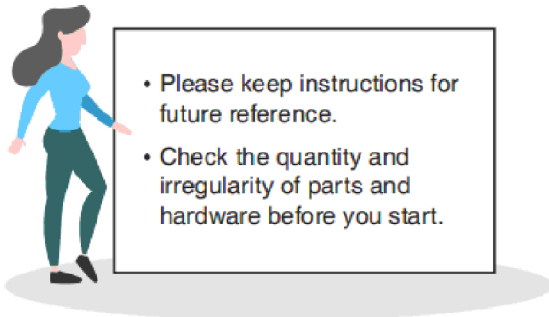 • Please keep instructions for
future reference.
• Check the quantity and
irregularity of parts and
hardware before you start.